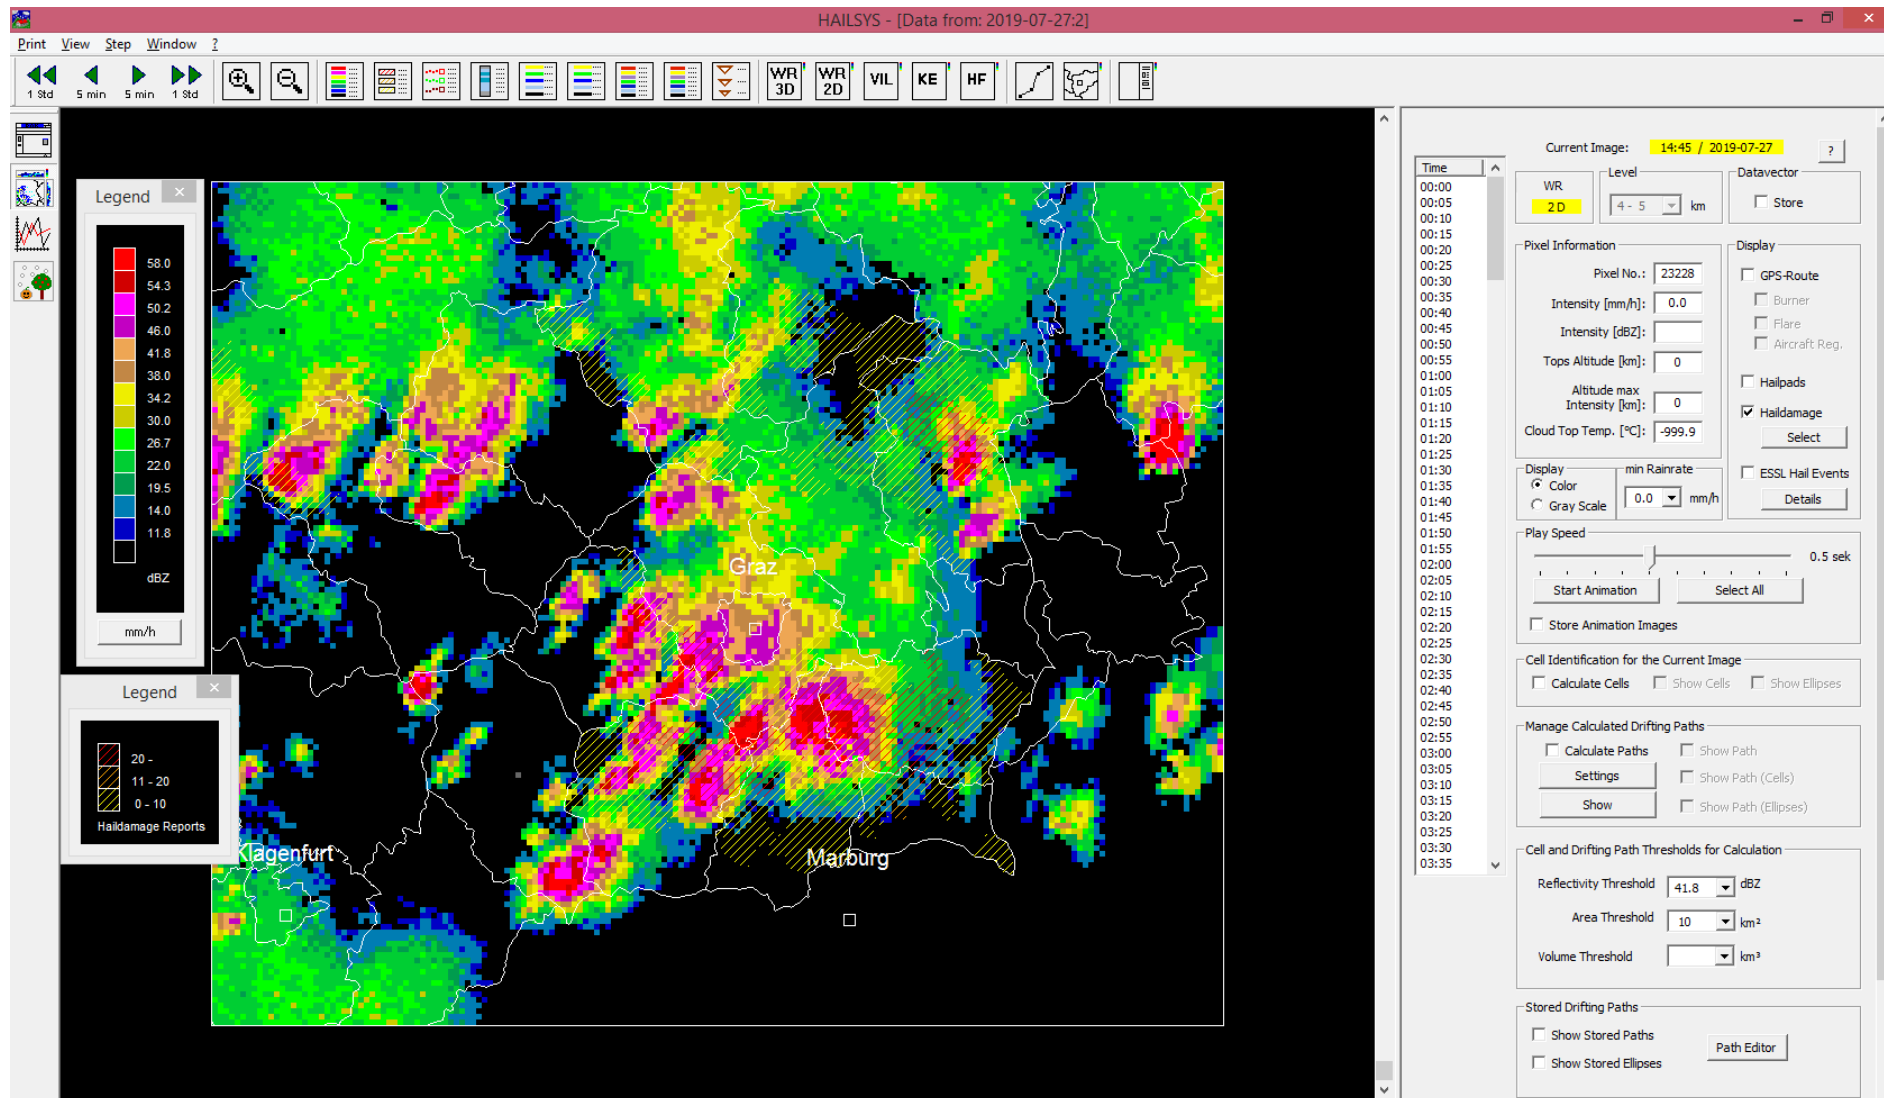 HAILSYS - [Data from: 2019-07-27:2]
Print View Step Window ?
1 Std 5 min 5 min 1 Std WR 3D WR 2D VIL KE HF
Legend
58.0
54.3
50.2
46.0
41.8
38.0
34.2
30.0
26.7
22.0
19.5
14.0
11.8
dBZ
mm/h
Legend
20 -
11 - 20
0 - 10
Haildamage Reports
Graz
Klagenfurt
Marburg
Time
00:00
00:05
00:10
00:15
00:20
00:25
00:30
00:35
00:40
00:45
00:50
00:55
01:00
01:05
01:10
01:15
01:20
01:25
01:30
01:35
01:40
01:45
01:50
01:55
02:00
02:05
02:10
02:15
02:20
02:25
02:30
02:35
02:40
02:45
02:50
02:55
03:00
03:05
03:10
03:15
03:20
03:25
03:30
03:35
Current Image: 14:45 / 2019-07-27 ?
WR
2D
Level
4 - 5 km
Datavector
Store
Pixel Information
Pixel No.: 23228
Intensity [mm/h]: 0.0
Intensity [dBZ]:
Tops Altitude [km]: 0
Altitude max
Intensity [km]: 0
Cloud Top Temp. [°C]: -999.9
Display
GPS-Route
Burner
Flare
Aircraft Reg.
Hailpads
Haildamage
Select
ESSL Hail Events
Details
Display
Color
Gray Scale
min Rainrate
0.0 mm/h
Play Speed
0.5 sek
Start Animation Select All
Store Animation Images
Cell Identification for the Current Image
Calculate Cells Show Cells Show Ellipses
Manage Calculated Drifting Paths
Calculate Paths Show Path
Settings Show Path (Cells)
Show Show Path (Ellipses)
Cell and Drifting Path Thresholds for Calculation
Reflectivity Threshold 41.8 dBZ
Area Threshold 10 km²
Volume Threshold km³
Stored Drifting Paths
Show Stored Paths
Path Editor
Show Stored Ellipses